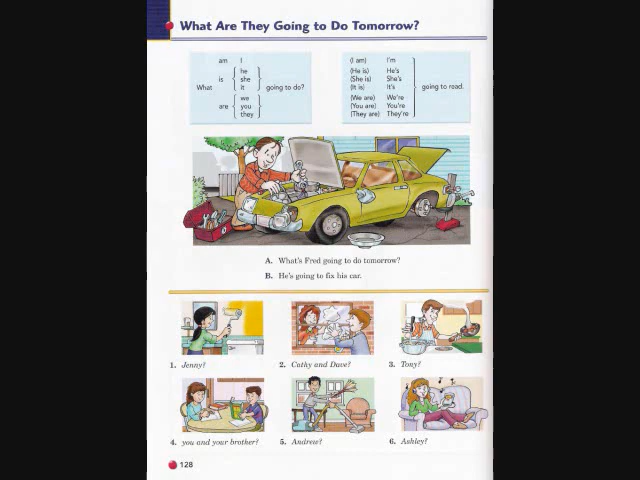 What Are They Going to Do Tomorrow?
am I
he
is she
it
What going to do?
we
are you
they
(I am) I'm
(He is) He's
(She is) She's
(It is) It's
going to read.
(We are) We're
(You are) You're
(They are) They're
A. What's Fred going to do tomorrow?
B. He's going to fix his car.
1. Jenny?
2. Cathy and Dave?
3. Tony?
4. you and your brother?
5. Andrew?
6. Ashley?
128